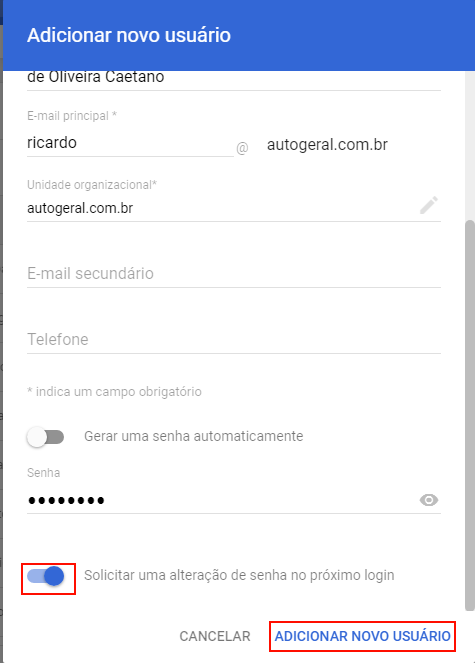 Adicionar novo usuário
de Oliveira Caetano
E-mail principal *
ricardo @ autogeral.com.br
Unidade organizacional*
autogeral.com.br
E-mail secundário
Telefone
* indica um campo obrigatório
Gerar uma senha automaticamente
Senha
••••••••
Solicitar uma alteração de senha no próximo login
CANCELAR ADICIONAR NOVO USUÁRIO